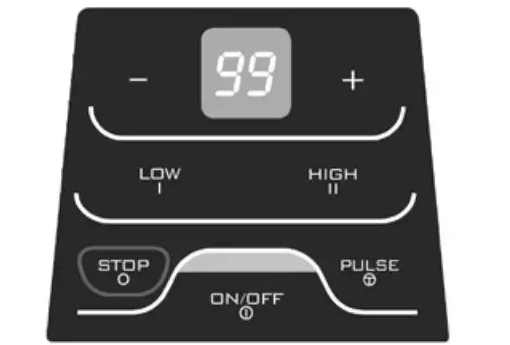 - 99 +
LOW HIGH
I II
STOP PULSE
ON/OFF